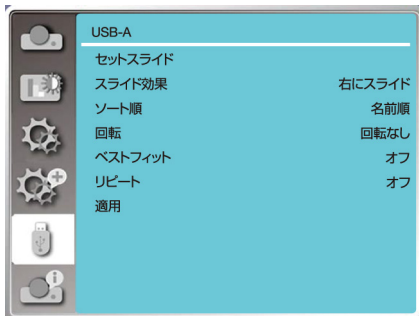 USB-A
セットスライド
スライド効果 右にスライド
ソート順 名前順
回転 回転なし
ベストフィット オフ
リピート オフ
適用